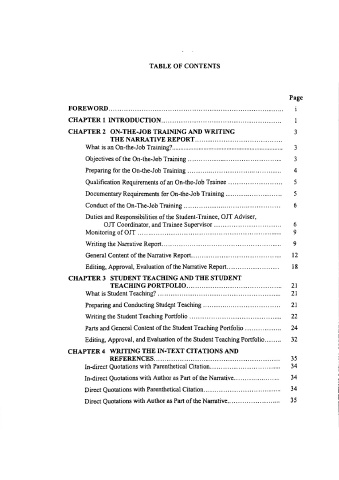 TABLE OF CONTENTS
Page
FOREWORD.................................................................................... i
CHAPTER 1 INTRODUCTION........................................................... 1
CHAPTER 2 ON-THE-JOB TRAINING AND WRITING 3
THE NARRATIVE REPORT..........................................
What is an On-the-Job Training?..................................................... 3
Objectives of the On-the-Job Training ............................................. 3
Preparing for the On-the-Job Training ............................................. 4
Qualification Requirements of an On-the-Job Trainee .......................... 5
Documentary Requirements for On-the-Job Training ........................... 5
Conduct of the On-The-Job Training ............................................... 6
Duties and Responsibilities of the Student-Trainee, OJT Adviser,
OJT Coordinator, and Trainee Supervisor ................................ 6
Monitoring of OJT ..................................................................... 9
Writing the Narrative Report.......................................................... 9
General Content of the Narrative Report........................................... 12
Editing, Approval, Evaluation of the Narrative Report......................... 18
CHAPTER 3 STUDENT TEACHING AND THE STUDENT
TEACHING PORTFOLIO............................................. 21
What is Student Teaching? ........................................................... 21
Preparing and Conducting Student Teaching ..................................... 21
Writing the Student Teaching Portfolio ............................................ 22
Parts and General Content of the Student Teaching Portfolio ................. 24
Editing, Approval, and Evaluation of the Student Teaching Portfolio........ 32
CHAPTER 4 WRITING THE IN-TEXT CITATIONS AND
REFERENCES............................................................ 35
In-direct Quotations with Parenthetical Citation.................................. 34
In-direct Quotations with Author as Part of the Narrative...................... 34
Direct Quotations with Parenthetical Citation..................................... 34
Direct Quotations with Author as Part of the Narrative......................... 35